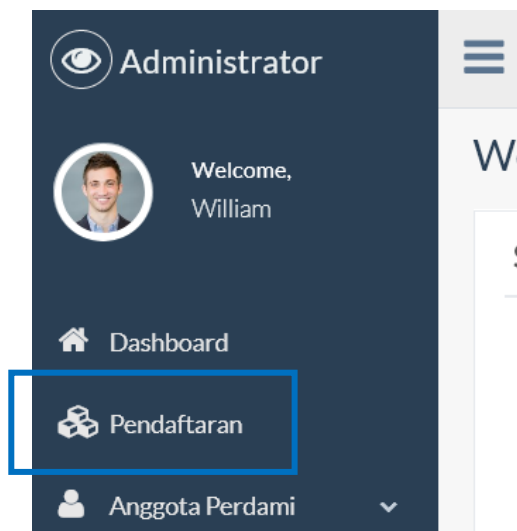 Administrator
Welcome,
William
Dashboard
Pendaftaran
Anggota Perdami